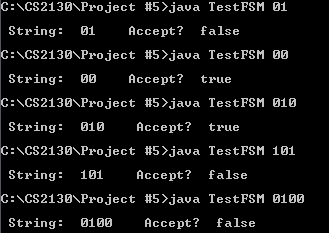 C:\CS2130\Project #5>java TestFSM 01
String: 01 Accept? false
C:\CS2130\Project #5>java TestFSM 00
String: 00 Accept? true
C:\CS2130\Project #5>java TestFSM 010
String: 010 Accept? true
C:\CS2130\Project #5>java TestFSM 101
String: 101 Accept? false
C:\CS2130\Project #5>java TestFSM 0100
String: 0100 Accept? false